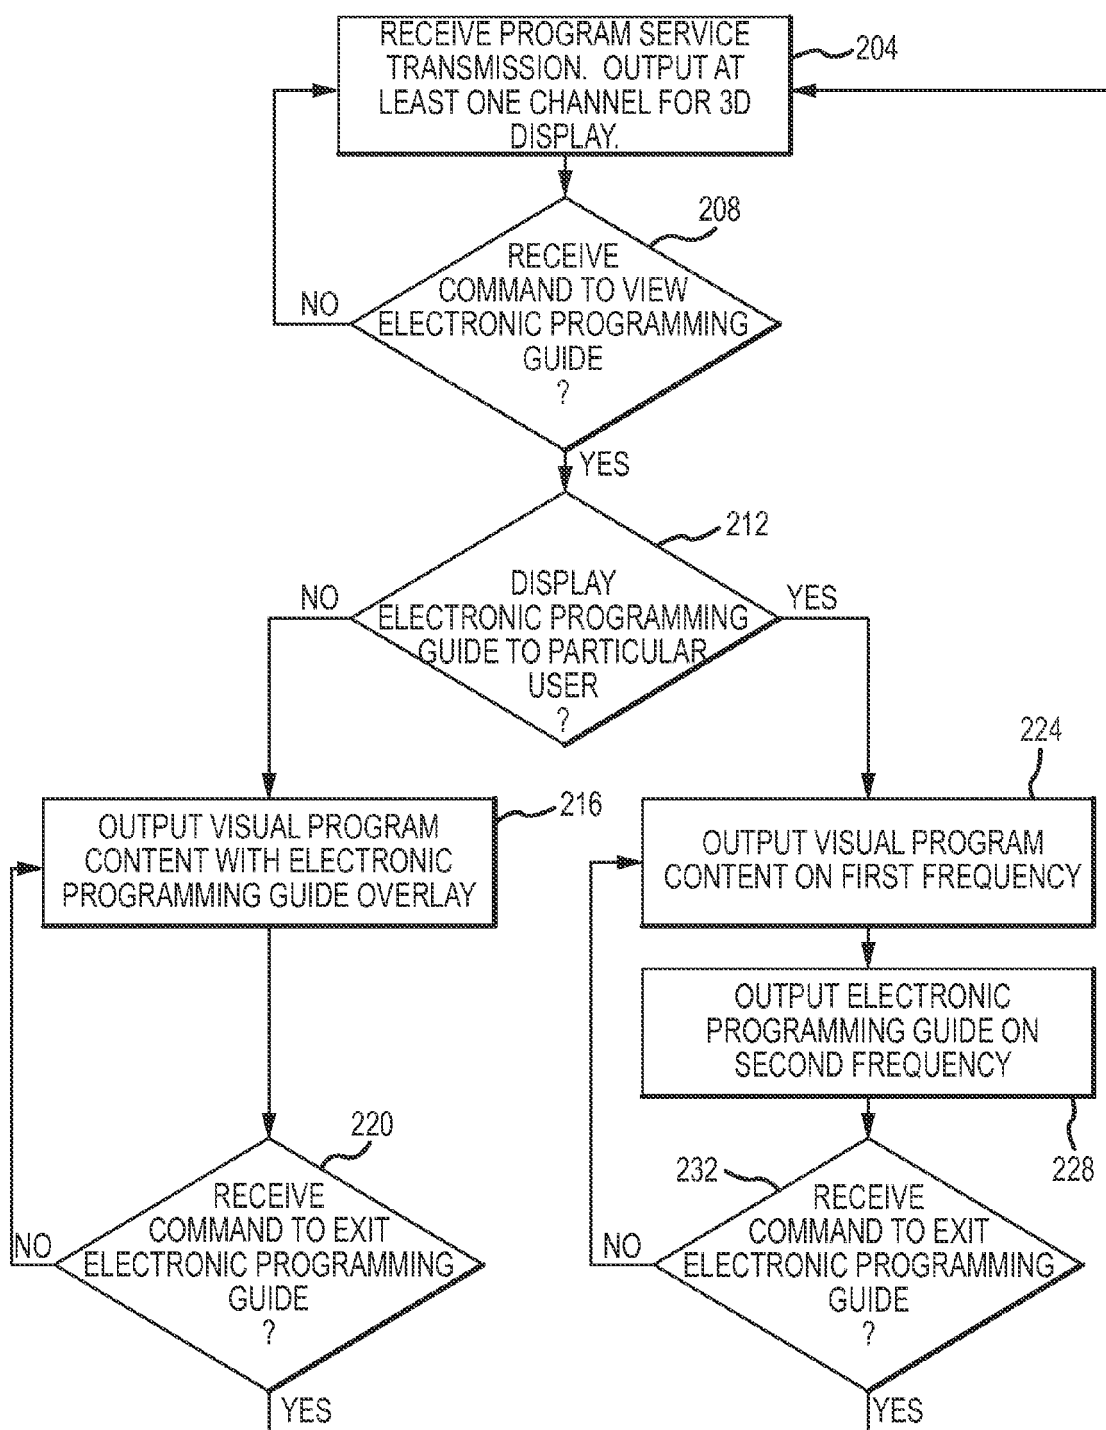 RECEIVE PROGRAM SERVICE
TRANSMISSION. OUTPUT AT
LEAST ONE CHANNEL FOR 3D
DISPLAY.
204
208
RECEIVE
COMMAND TO VIEW
ELECTRONIC PROGRAMMING
GUIDE
?
NO
YES
212
DISPLAY
ELECTRONIC PROGRAMMING
GUIDE TO PARTICULAR
USER
?
NO
YES
216
OUTPUT VISUAL PROGRAM
CONTENT WITH ELECTRONIC
PROGRAMMING GUIDE OVERLAY
224
OUTPUT VISUAL PROGRAM
CONTENT ON FIRST FREQUENCY
OUTPUT ELECTRONIC
PROGRAMMING GUIDE ON
SECOND FREQUENCY
228
220
RECEIVE
COMMAND TO EXIT
ELECTRONIC PROGRAMMING
GUIDE
?
NO
YES
232
RECEIVE
COMMAND TO EXIT
ELECTRONIC PROGRAMMING
GUIDE
?
NO
YES